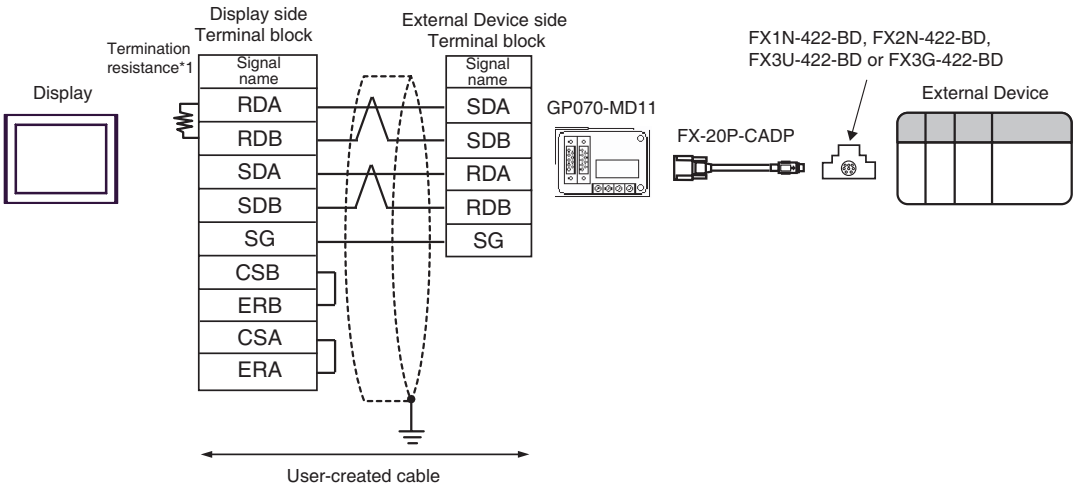 Display
Display side
Terminal block
Termination
resistance*1
Signal
name
RDA
RDB
SDA
SDB
SG
CSB
ERB
CSA
ERA
External Device side
Terminal block
Signal
name
SDA
SDB
RDA
RDB
SG
GP070-MD11
FX-20P-CADP
FX1N-422-BD, FX2N-422-BD,
FX3U-422-BD or FX3G-422-BD
External Device
User-created cable